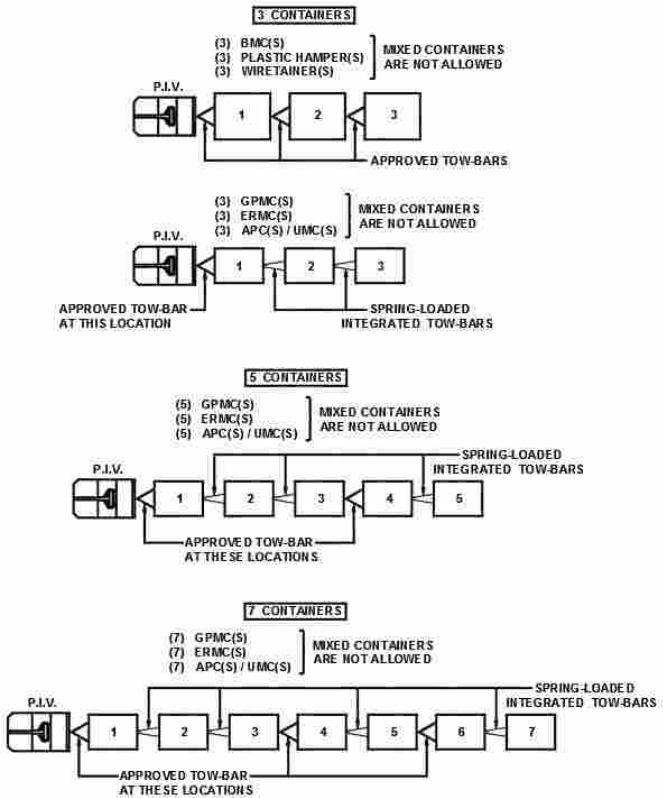 3 CONTAINERS
(3) BMC(S)
(3) PLASTIC HAMPER(S)
(3) WIRETAINER(S)
MIXED CONTAINERS
ARE NOT ALLOWED
P.I.V.
1
2
3
APPROVED TOW-BARS
(3) GPMC(S)
(3) ERMC(S)
(3) APC(S) / UMC(S)
MIXED CONTAINERS
ARE NOT ALLOWED
P.I.V.
1
2
3
APPROVED TOW-BAR
AT THIS LOCATION
SPRING-LOADED
INTEGRATED TOW-BARS
5 CONTAINERS
(5) GPMC(S)
(5) ERMC(S)
(5) APC(S) / UMC(S)
MIXED CONTAINERS
ARE NOT ALLOWED
SPRING-LOADED
INTEGRATED TOW-BARS
P.I.V.
1
2
3
4
5
APPROVED TOW-BAR
AT THESE LOCATIONS
7 CONTAINERS
(7) GPMC(S)
(7) ERMC(S)
(7) APC(S) / UMC(S)
MIXED CONTAINERS
ARE NOT ALLOWED
SPRING-LOADED
INTEGRATED TOW-BARS
P.I.V.
1
2
3
4
5
6
7
APPROVED TOW-BAR
AT THESE LOCATIONS